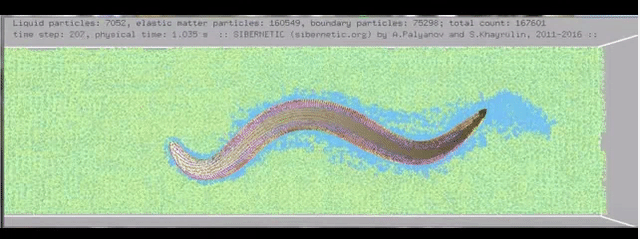 Liquid particles: 7052, elastic matter particles: 160549, boundary particles: 75298; total count: 167601
time step: 207, physical time: 1.035 s :: SIBERNETIC (sibernetic.org) by A.Palyanov and S.Khayrulin, 2011-2016 ::